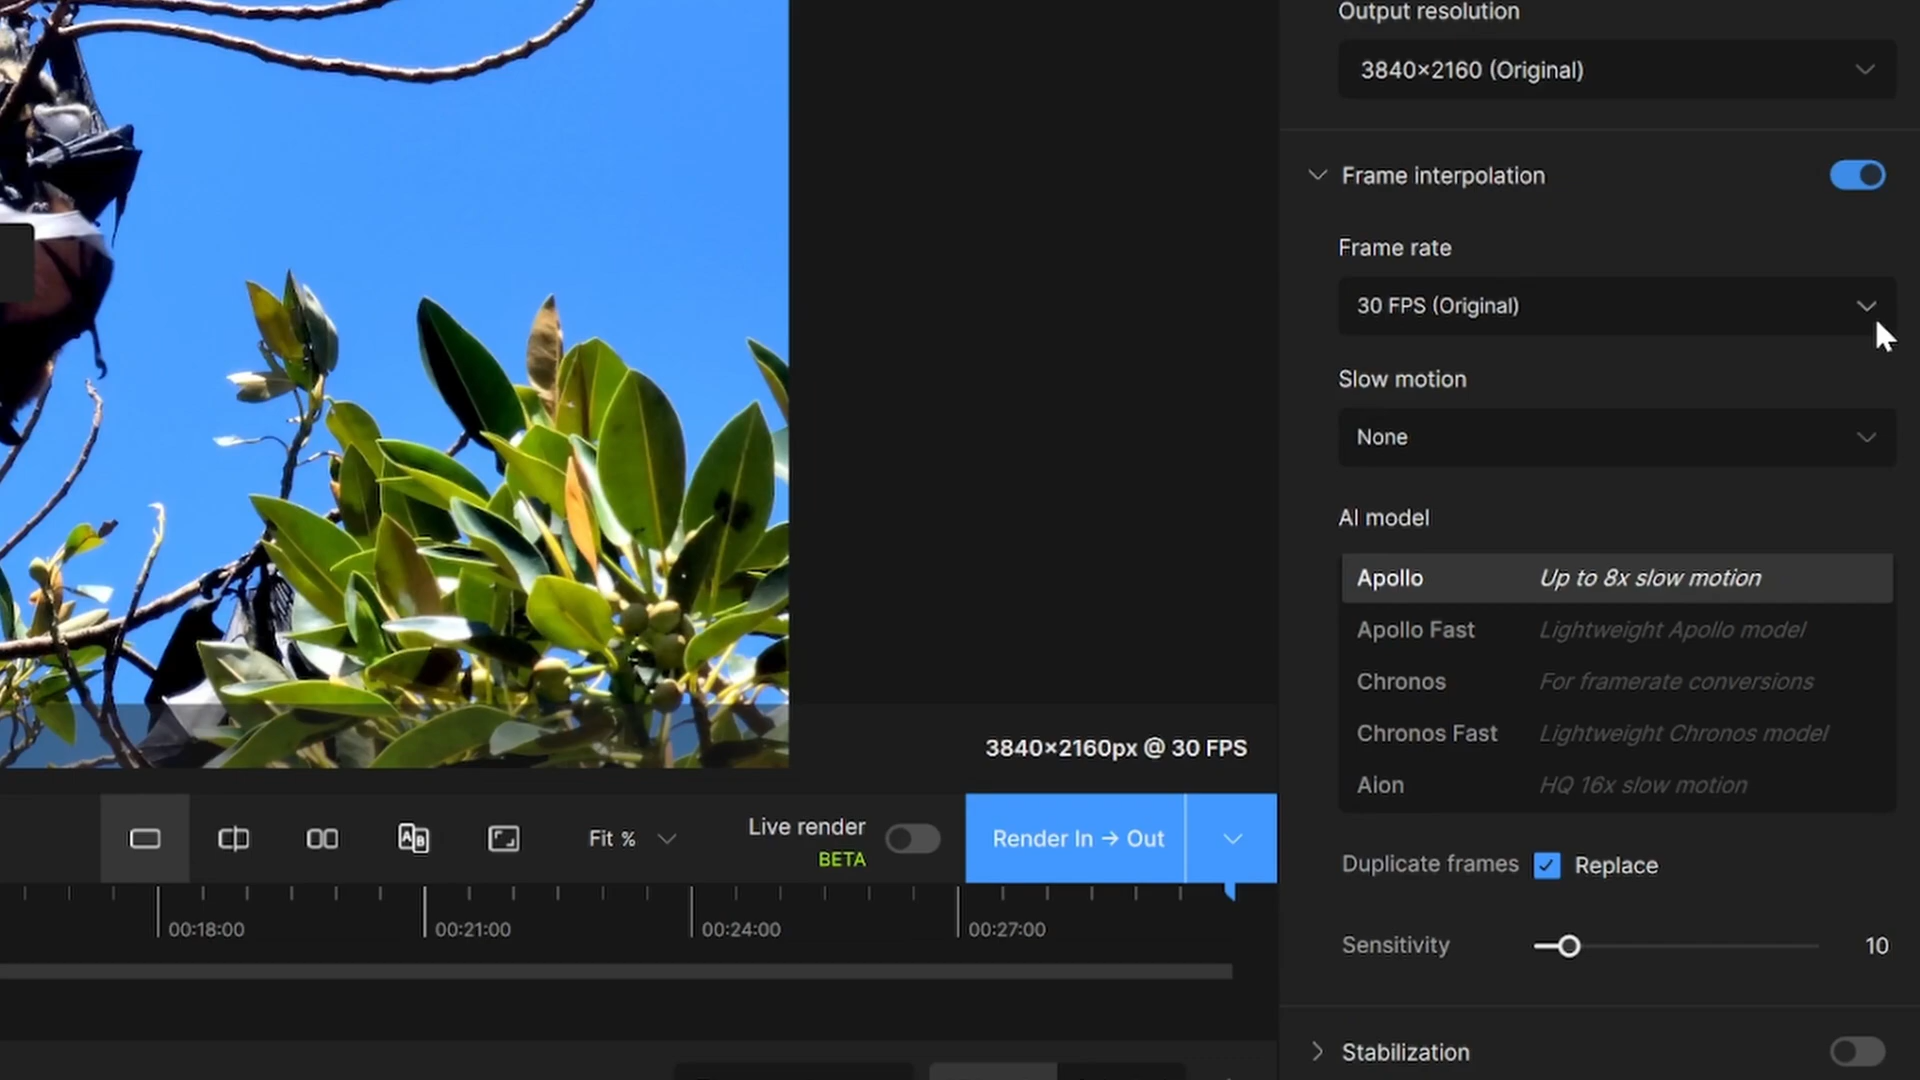 Output resolution
3840×2160 (Original)
Frame interpolation
Frame rate
30 FPS (Original)
Slow motion
None
AI model
Apollo Up to 8x slow motion
Apollo Fast Lightweight Apollo model
Chronos For framerate conversions
Chronos Fast Lightweight Chronos model
Aion HQ 16x slow motion
Duplicate frames Replace
Sensitivity 10
Stabilization
3840×2160px @ 30 FPS
AB
Fit %
Live render
BETA
Render In → Out
00:18:00 00:21:00 00:24:00 00:27:00